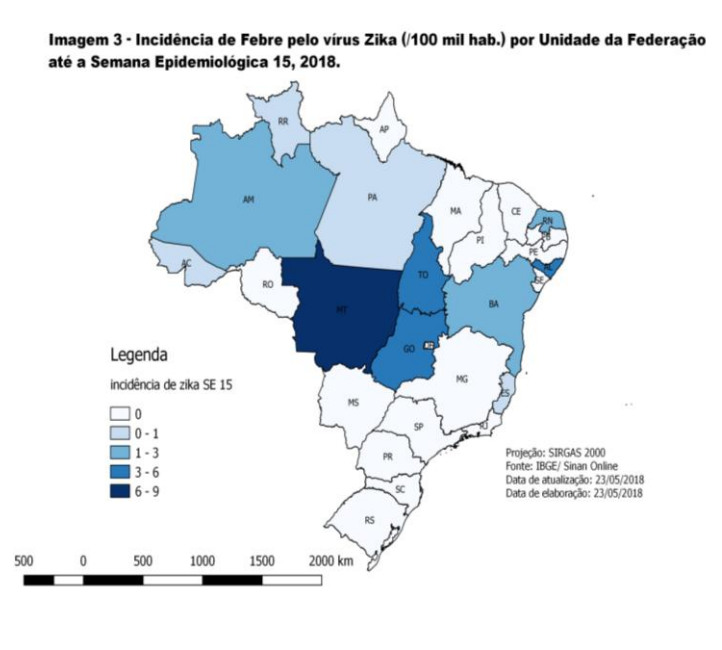 Imagem 3 - Incidência de Febre pelo vírus Zika (/100 mil hab.) por Unidade da Federação
até a Semana Epidemiológica 15, 2018.
RR
AP
AM
PA
MA
CE
RN
PB
PI
PE
AL
SE
AC
RO
TO
BA
MT
GO
DF
MG
ES
MS
SP
RJ
PR
SC
RS
Legenda
incidência de zika SE 15
0
0 - 1
1 - 3
3 - 6
6 - 9
Projeção: SIRGAS 2000
Fonte: IBGE/ Sinan Online
Data de atualização: 23/05/2018
Data de elaboração: 23/05/2018
500 0 500 1000 1500 2000 km